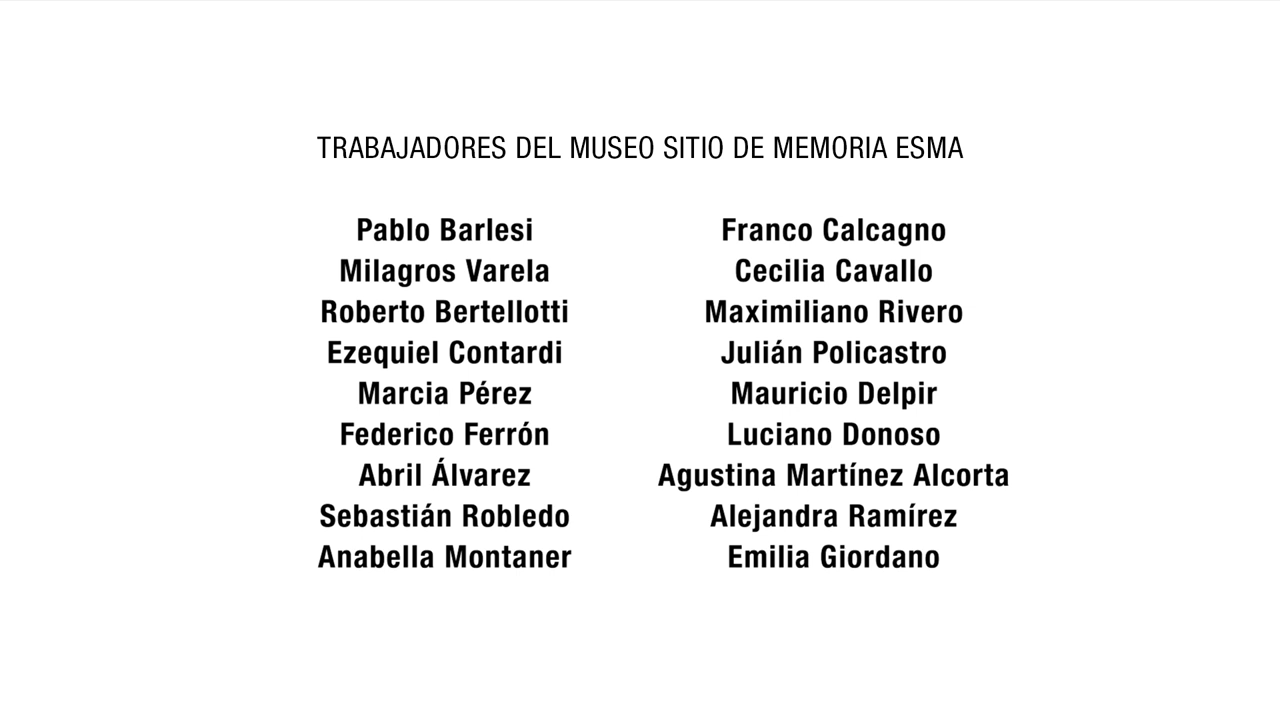 TRABAJADORES DEL MUSEO SITIO DE MEMORIA ESMA
Pablo Barlesi
Milagros Varela
Roberto Bertellotti
Ezequiel Contardi
Marcia Pérez
Federico Ferrón
Abril Álvarez
Sebastián Robledo
Anabella Montaner
Franco Calcagno
Cecilia Cavallo
Maximiliano Rivero
Julián Policastro
Mauricio Delpir
Luciano Donoso
Agustina Martínez Alcorta
Alejandra Ramírez
Emilia Giordano